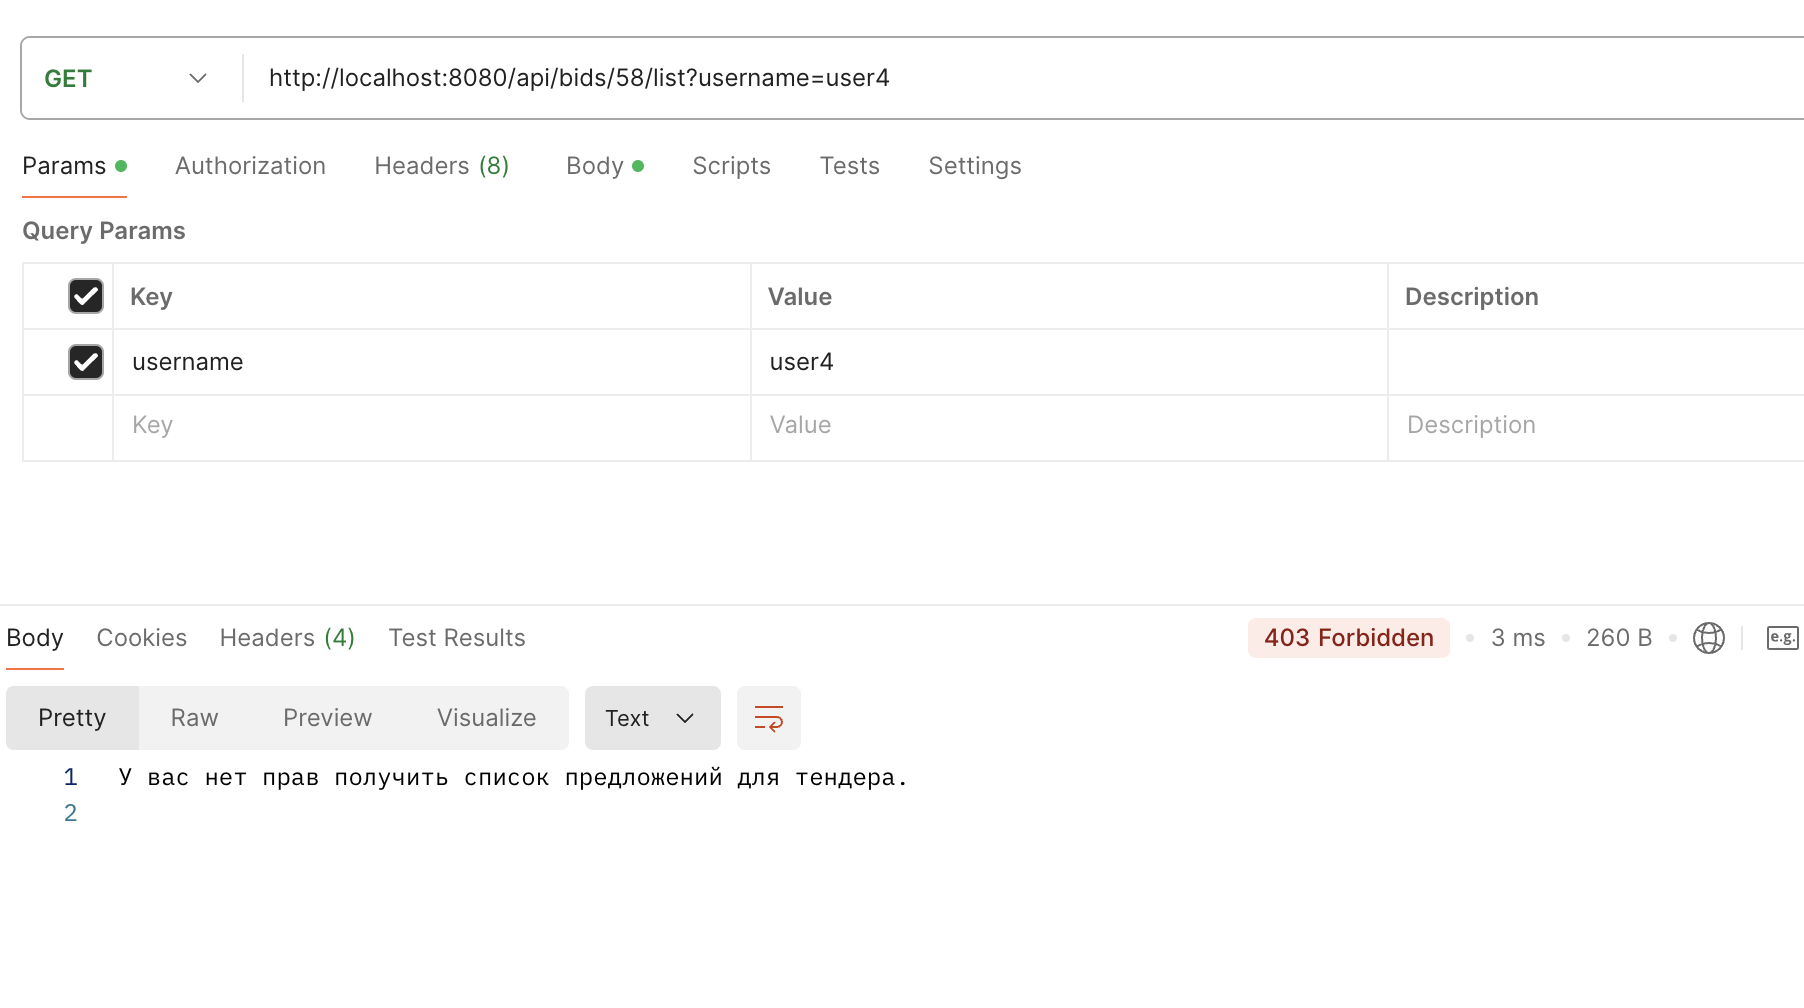 GET http://localhost:8080/api/bids/58/list?username=user4
Params Authorization Headers (8) Body Scripts Tests Settings
Query Params
Key Value Description
username user4
Key Value Description
Body Cookies Headers (4) Test Results 403 Forbidden 3 ms 260 B e.g.
Pretty Raw Preview Visualize Text
1 У вас нет прав получить список предложений для тендера.
2